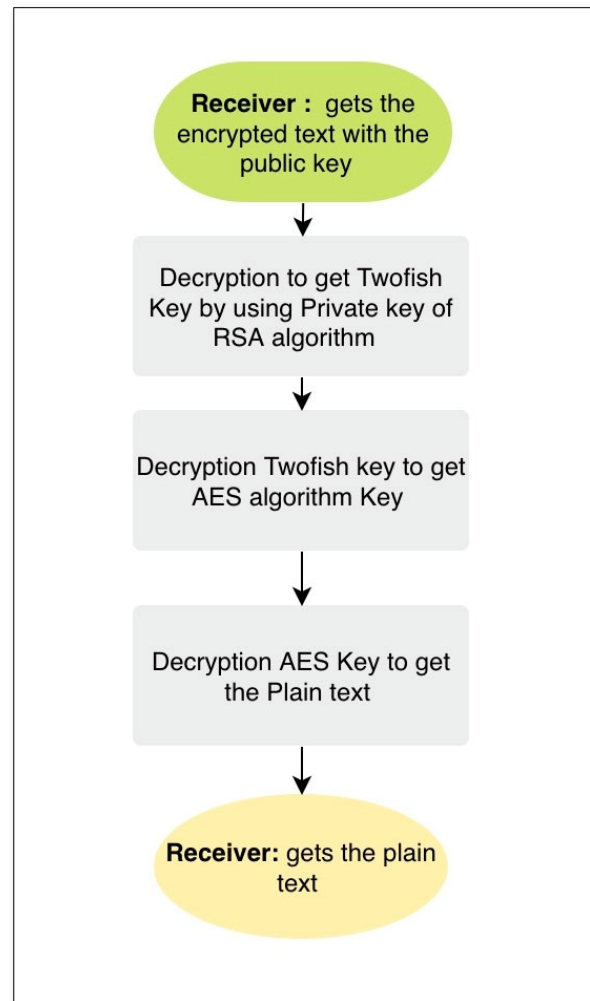 Receiver : gets the
encrypted text with the
public key
Decryption to get Twofish
Key by using Private key of
RSA algorithm
Decryption Twofish key to get
AES algorithm Key
Decryption AES Key to get
the Plain text
Receiver: gets the plain
text